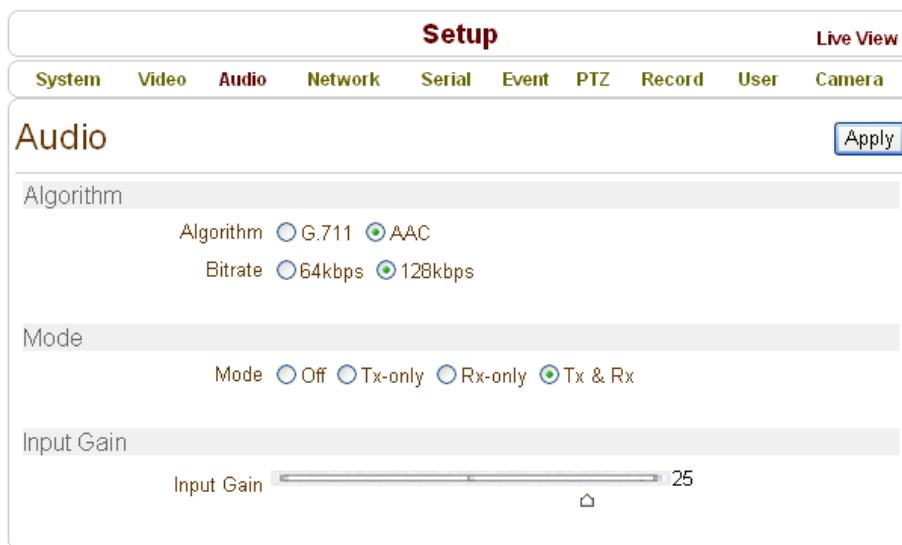 Setup Live View
System Video Audio Network Serial Event PTZ Record User Camera
Audio Apply
Algorithm
Algorithm G.711 AAC
Bitrate 64kbps 128kbps
Mode
Mode Off Tx-only Rx-only Tx & Rx
Input Gain
Input Gain 25